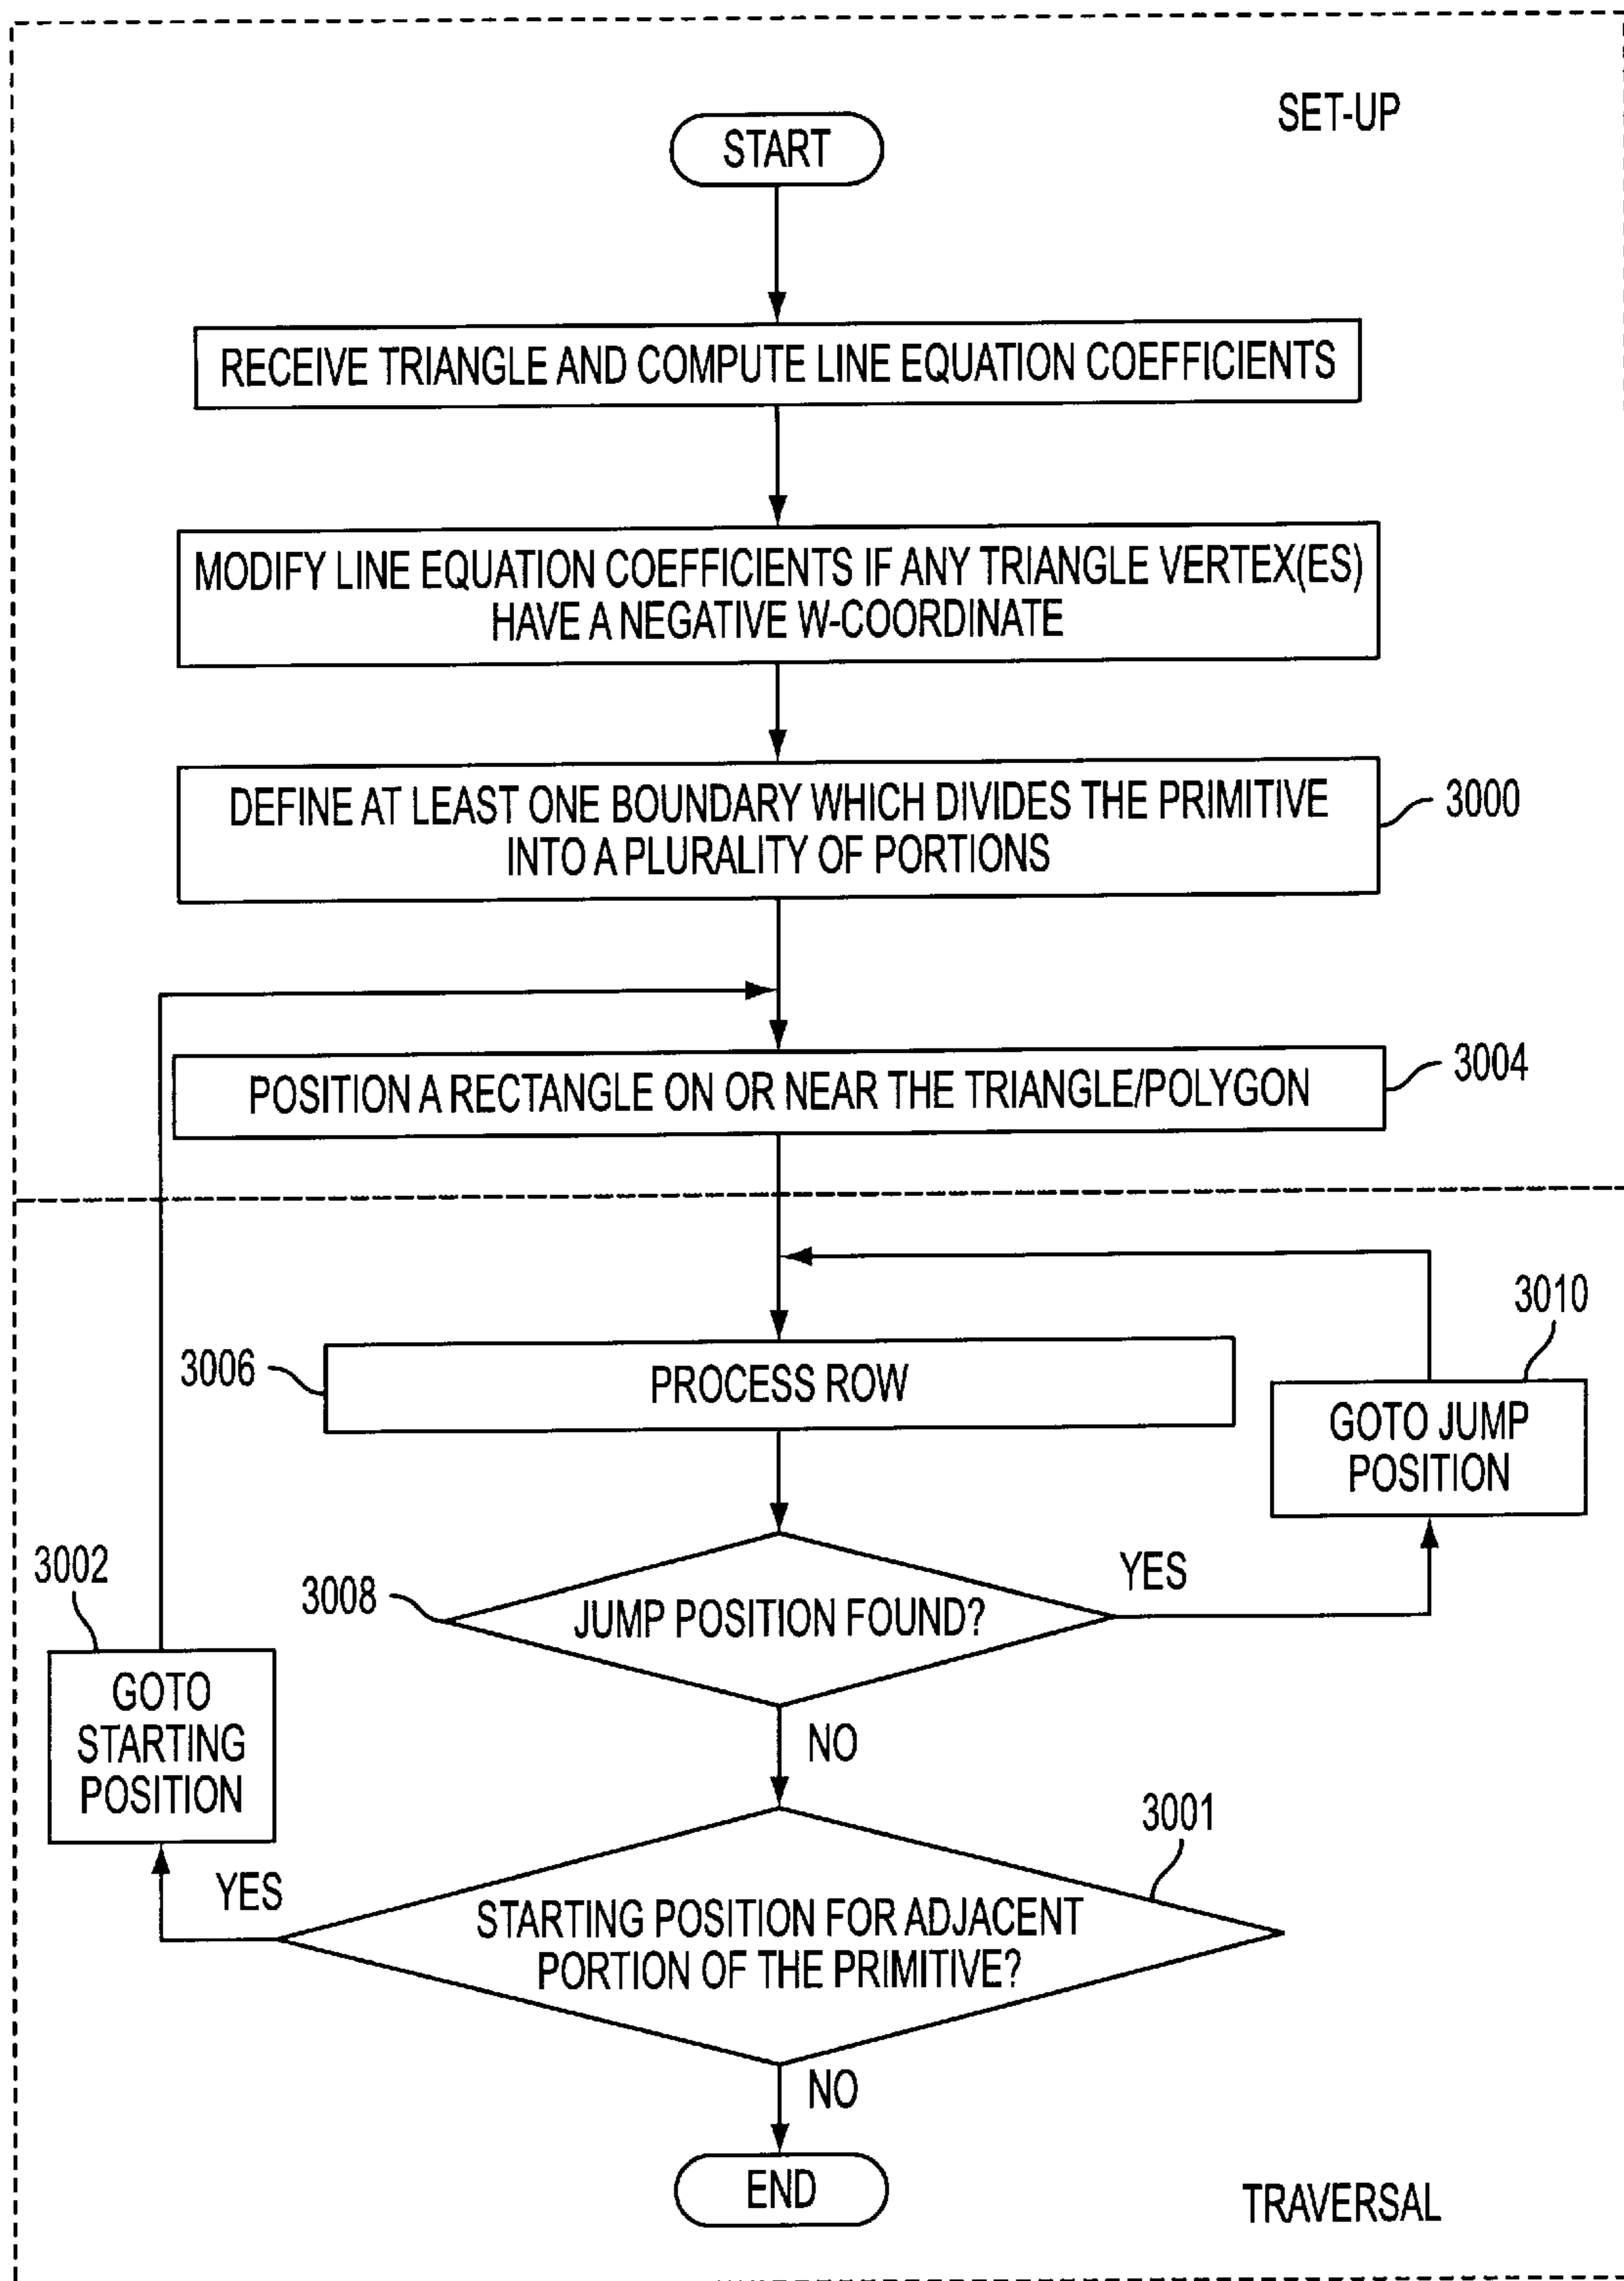 SET-UP
START
RECEIVE TRIANGLE AND COMPUTE LINE EQUATION COEFFICIENTS
MODIFY LINE EQUATION COEFFICIENTS IF ANY TRIANGLE VERTEX(ES)
HAVE A NEGATIVE W-COORDINATE
DEFINE AT LEAST ONE BOUNDARY WHICH DIVIDES THE PRIMITIVE
INTO A PLURALITY OF PORTIONS
3000
POSITION A RECTANGLE ON OR NEAR THE TRIANGLE/POLYGON
3004
3010
3006
PROCESS ROW
GOTO JUMP
POSITION
3002
3008
JUMP POSITION FOUND?
YES
GOTO
STARTING
POSITION
NO
3001
YES
STARTING POSITION FOR ADJACENT
PORTION OF THE PRIMITIVE?
NO
END
TRAVERSAL